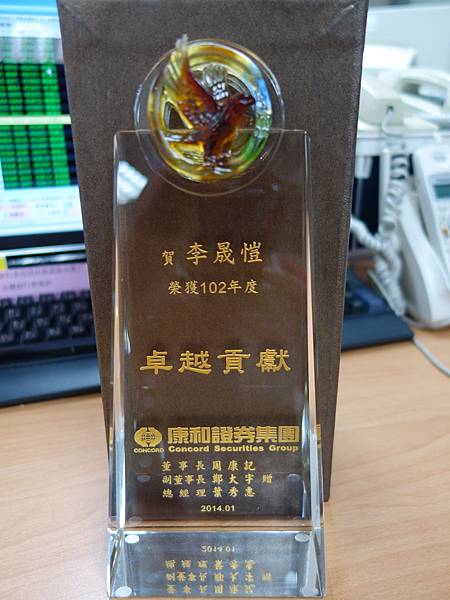 賀 李晟愷
榮獲102年度
卓越貢獻
康和證券集團
CONCORD Concord Securities Group
董事長周康記
副董事長鄭大宇 贈
總經理葉秀惠
2014.01